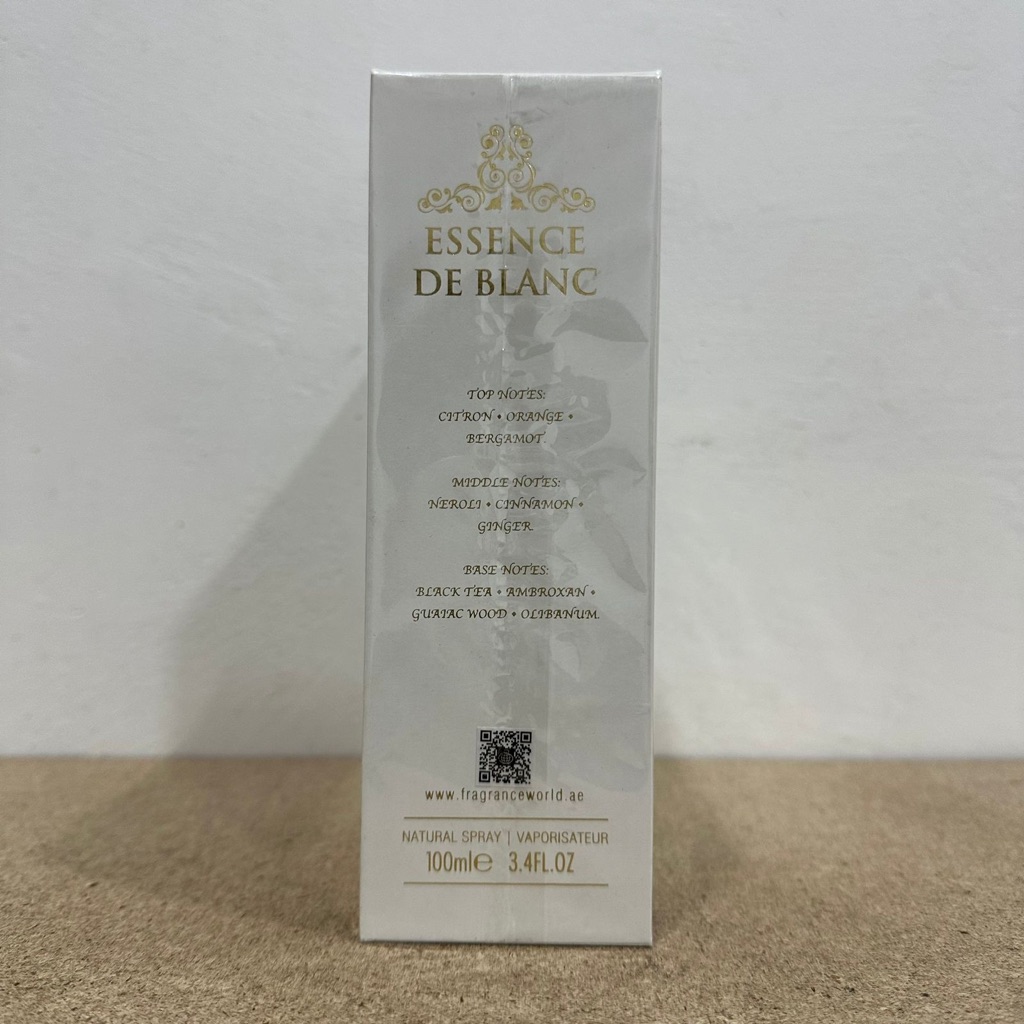 ESSENCE
DE BLANC
TOP NOTES:
CITRON • ORANGE •
BERGAMOT.
MIDDLE NOTES:
NEROLI • CINNAMON •
GINGER.
BASE NOTES:
BLACK TEA • AMBROXAN •
GUAIAC WOOD • OLIBANUM.
www.fragranceworld.ae
NATURAL SPRAY | VAPORISATEUR
100ml℮ 3.4FL.OZ